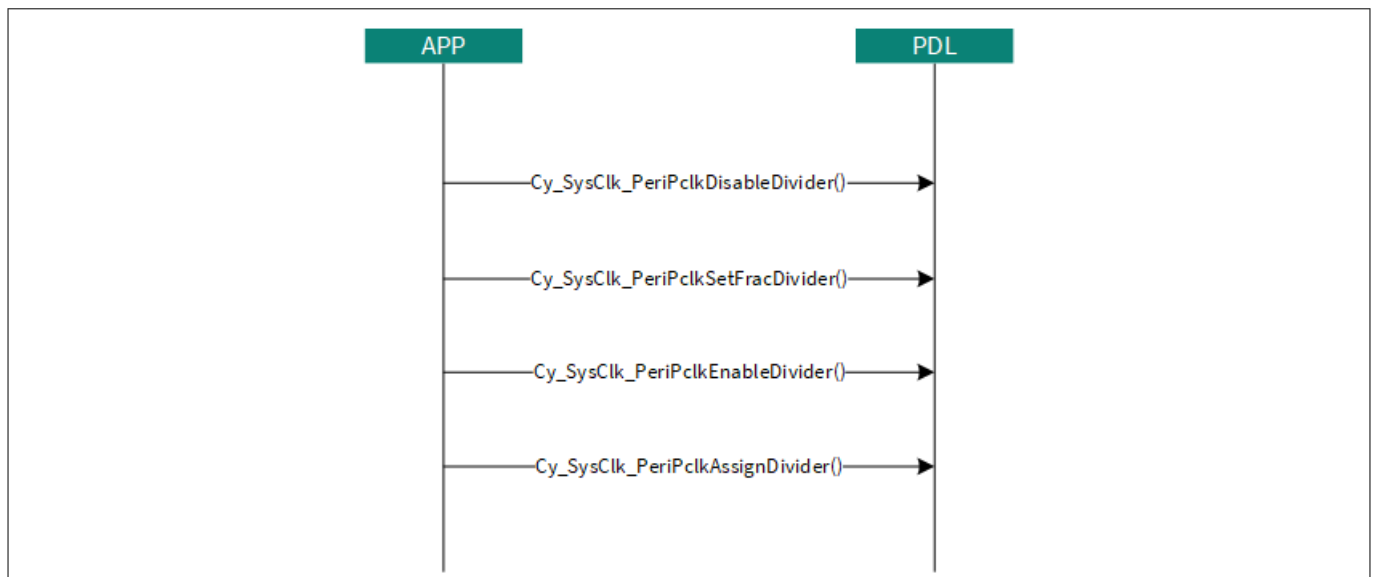 APP
PDL
Cy_SysClk_PeriPclkDisableDivider()
Cy_SysClk_PeriPclkSetFracDivider()
Cy_SysClk_PeriPclkEnableDivider()
Cy_SysClk_PeriPclkAssignDivider()